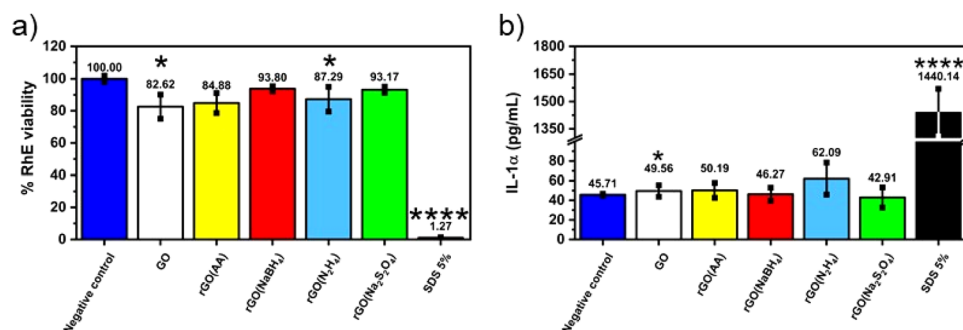 a)
% RhE viability
120
100
80
60
40
20
0
100.00
*
82.62
84.88
93.80
*
87.29
93.17
****
1.27
Negative control
GO
rGO(AA)
rGO(NaBH₄)
rGO(N₂H₄)
rGO(Na₂S₂O₄)
SDS 5%
b)
IL-1α (pg/mL)
1800
1650
1500
1350
80
60
40
20
0
45.71
*
49.56
50.19
46.27
62.09
42.91
****
1440.14
Negative control
GO
rGO(AA)
rGO(NaBH₄)
rGO(N₂H₄)
rGO(Na₂S₂O₄)
SDS 5%